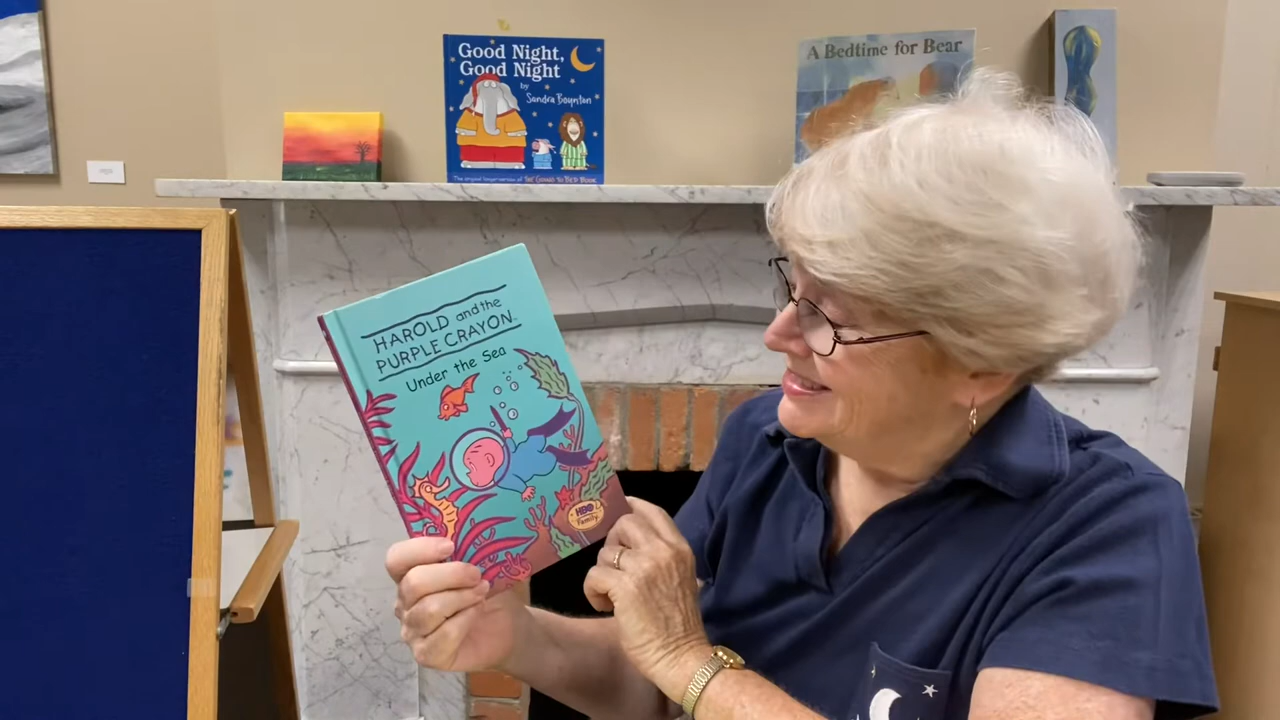 Good Night,
Good Night
by
Sandra Boynton
The original longer version of THE GOING TO BED BOOK
A Bedtime for Bear
HAROLD and the
PURPLE CRAYON
Under the Sea
HBO
Family